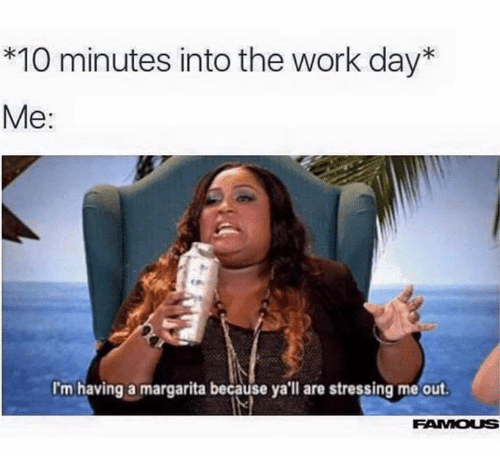 *10 minutes into the work day*
Me:
I'm having a margarita because ya'll are stressing me out.
FAMOUS